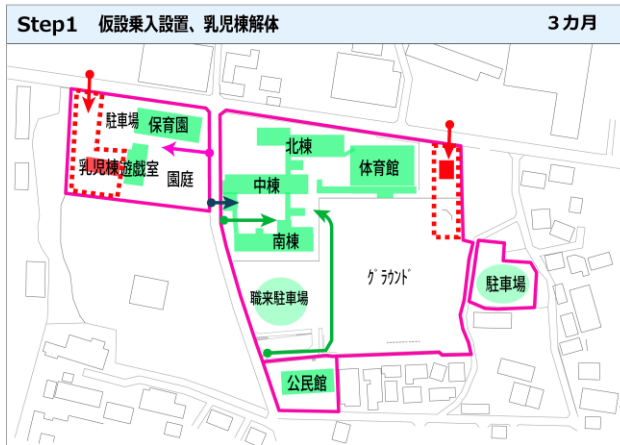 Step1 仮設乗入設置、乳児棟解体 3カ月
駐車場
保育園
北棟
体育館
乳児棟
遊戯室
園庭
中棟
南棟
グラウンド
駐車場
職来駐車場
公民館